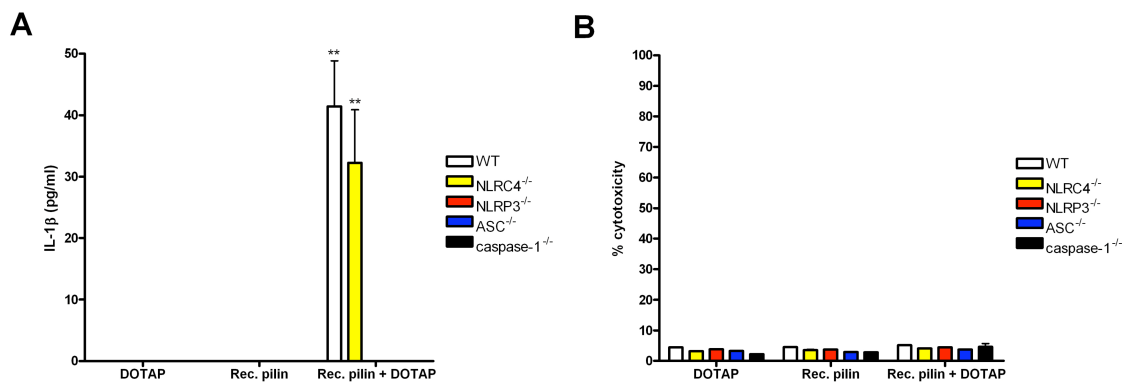 A
50
40
30
20
10
0
IL-1β (pg/ml)
**
**
DOTAP
Rec. pilin
Rec. pilin + DOTAP
WT
NLRC4-/-
NLRP3-/-
ASC-/-
caspase-1-/-
B
100
90
80
70
60
50
40
30
20
10
0
% cytotoxicity
DOTAP
Rec. pilin
Rec. pilin + DOTAP
WT
NLRC4-/-
NLRP3-/-
ASC-/-
caspase-1-/-